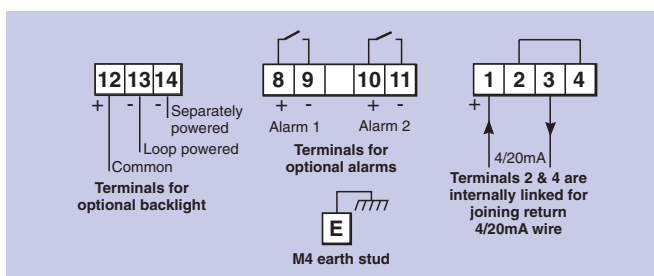 12 13 14
+ - -
Separately
powered
Loop powered
Common
Terminals for
optional backlight
8 9 10 11
+ - + -
Alarm 1 Alarm 2
Terminals for
optional alarms
E
M4 earth stud
1 2 3 4
+
4/20mA
Terminals 2 & 4 are
internally linked for
joining return
4/20mA wire